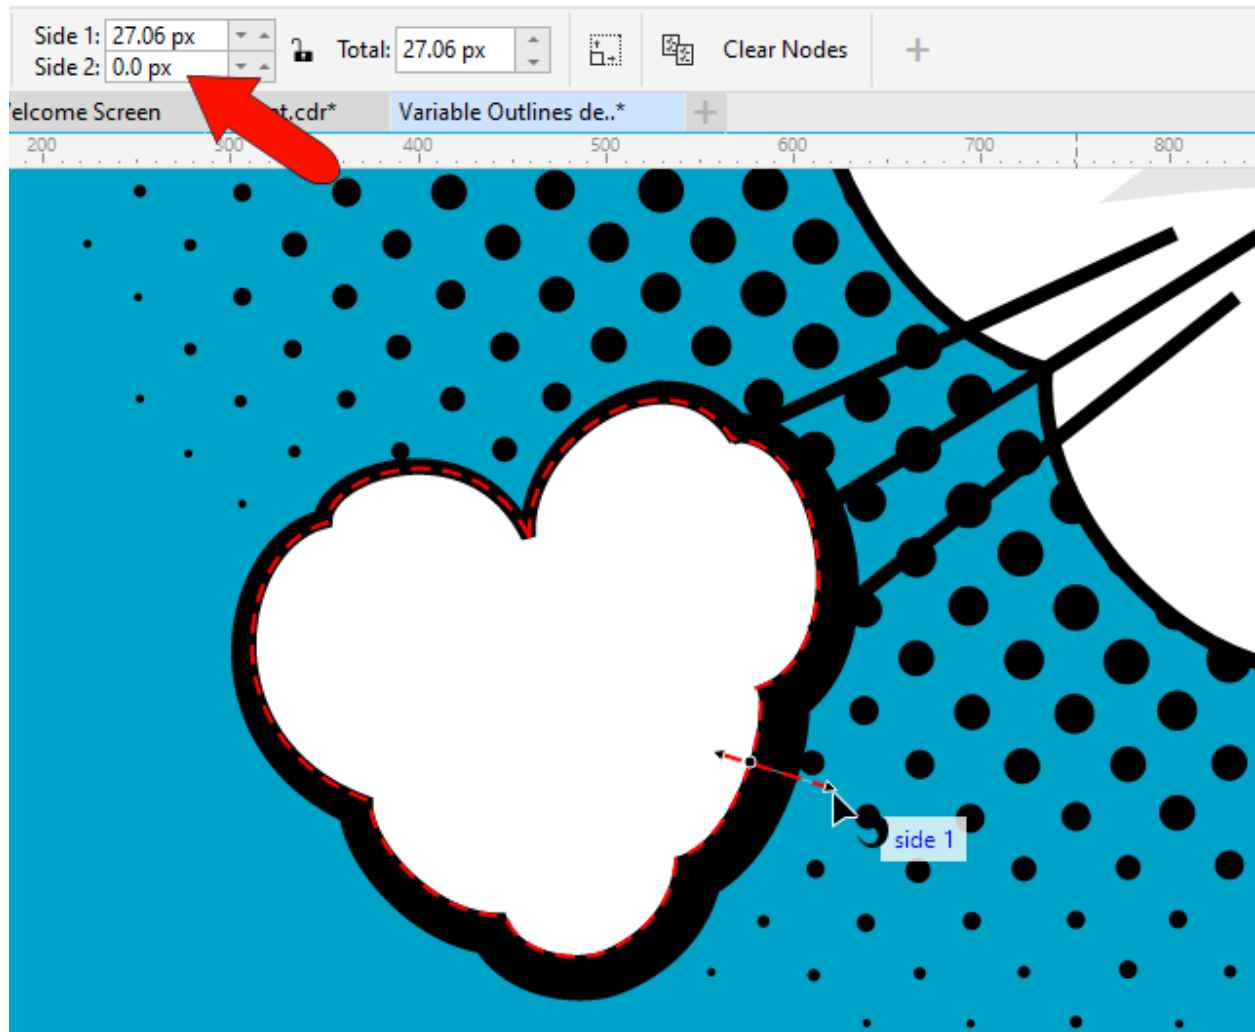 Side 1: 27.06 px
Side 2: 0.0 px
Total: 27.06 px
Clear Nodes
elcome Screen
t.cdr*
Variable Outlines de..*
200 300 400 500 600 700 800
side 1